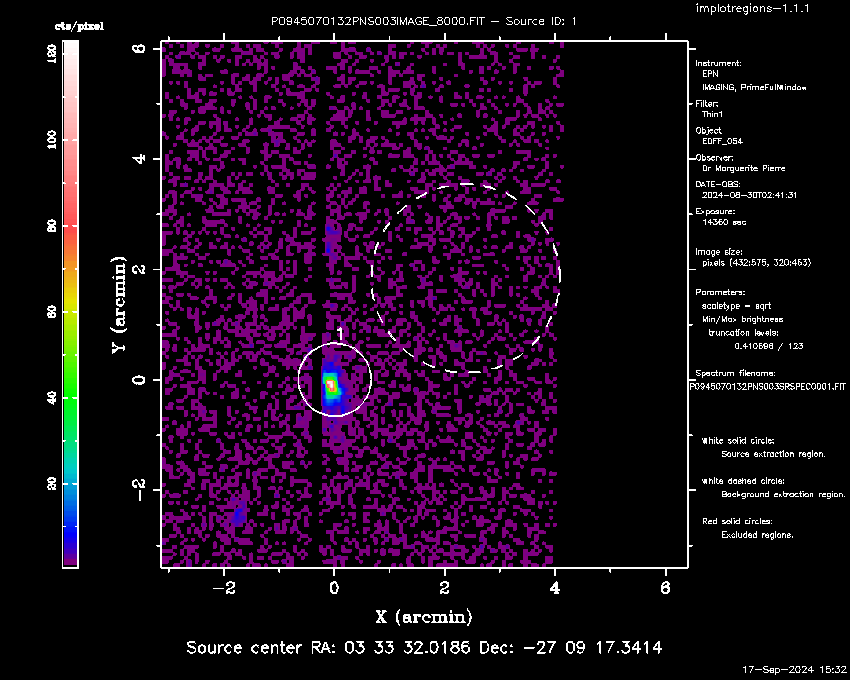 implotregions-1.1.1
P0945070132PNS003IMAGE_8000.FIT - Source ID: 1
cts/pixel
120
100
80
60
40
20
6
4
2
0
-2
Y (arcmin)
1
-2
0
2
4
6
X (arcmin)
Source center RA: 03 33 32.0186 Dec: -27 09 17.3414
Instrument:
EPN
IMAGING, PrimeFullWindow
Filter:
Thin1
Object
EDFF_054
Observer:
Dr Marguerite Pierre
DATE-OBS:
2024-08-30T02:41:31
Exposure:
14360 sec
Image size:
pixels (432:575, 320:463)
Parameters:
scaletype = sqrt
Min/Max brightness
truncation levels:
0.410696 / 123
Spectrum filename:
P0945070132PNS003SRSPEC0001.FIT
White solid circle:
Source extraction region.
White dashed circle:
Background extraction region.
Red solid circles:
Excluded regions.
17-Sep-2024 15:32